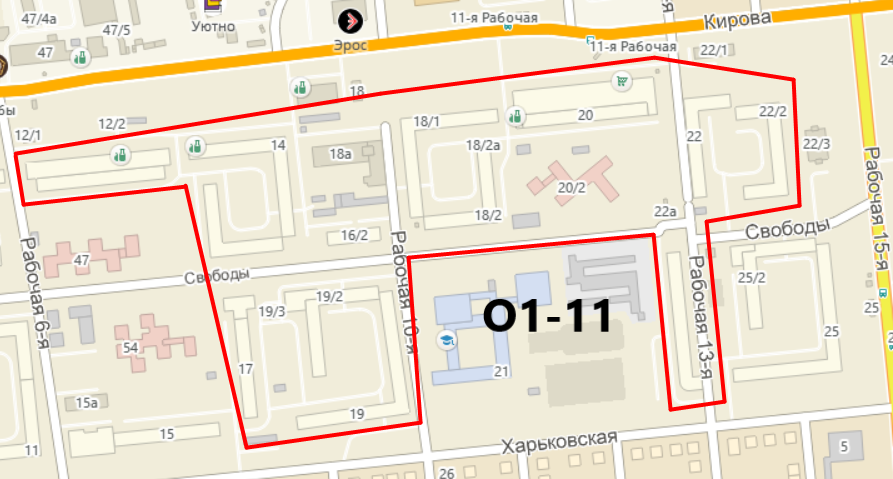 47/4а
Уютно
47/5
47
Эрос
11-я Рабочая
Кирова
11-я Рабочая
22/1
18
12/2
12/1
18/1
20
22
22/2
14
18а
18/2а
22/3
20/2
18/2
22а
16/2
Свободы
47
Рабочая 6-я
Свободы
Рабочая 10-я
Рабочая 13-я
Рабочая 15-я
19/2
19/3
О1-11
25/2
25
25
54
17
21
15а
19
15
11
Харьковская
26
5